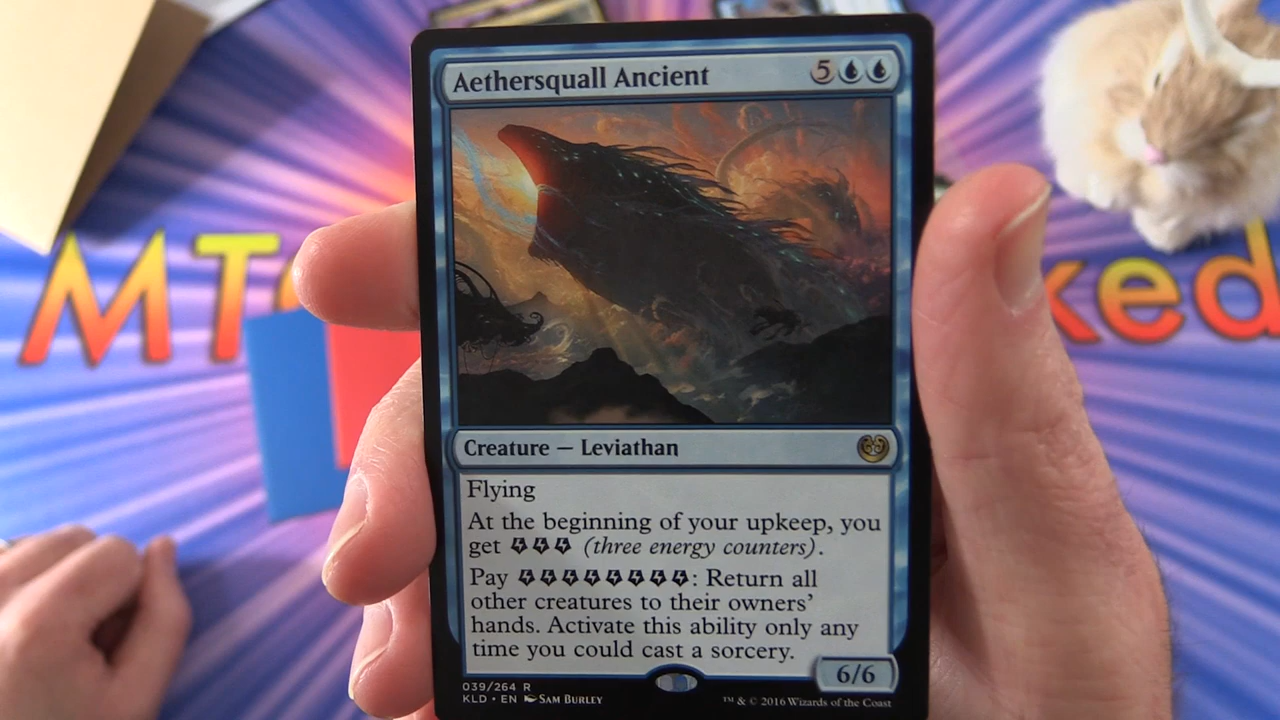 Aethersquall Ancient 5
MT ked
Creature — Leviathan
Flying
At the beginning of your upkeep, you
get (three energy counters).
Pay : Return all
other creatures to their owners'
hands. Activate this ability only any
time you could cast a sorcery.
6/6
039/264 R
KLD • EN SAM BURLEY
™ & © 2016 Wizards of the Coast